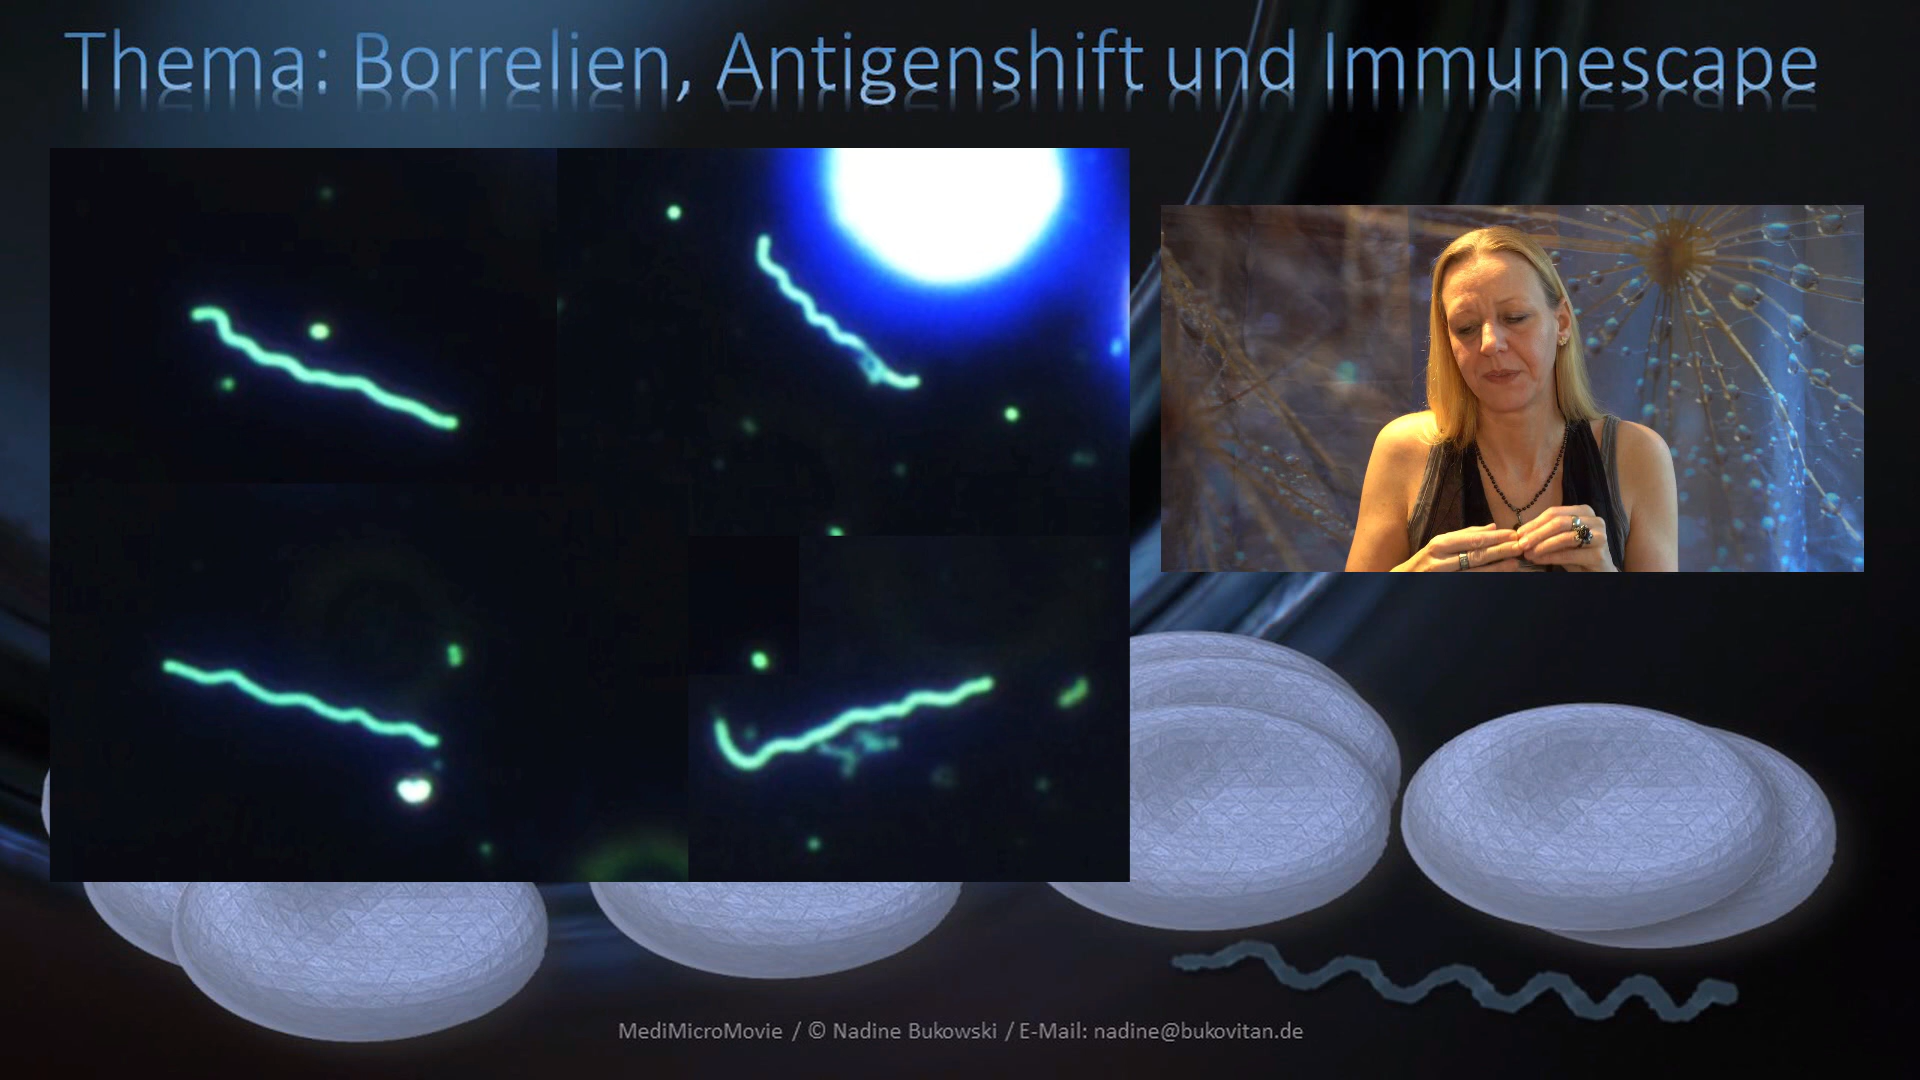 Thema: Borrelien, Antigenshift und Immunescape
MediMicroMovie / © Nadine Bukowski / E-Mail: nadine@bukovitan.de